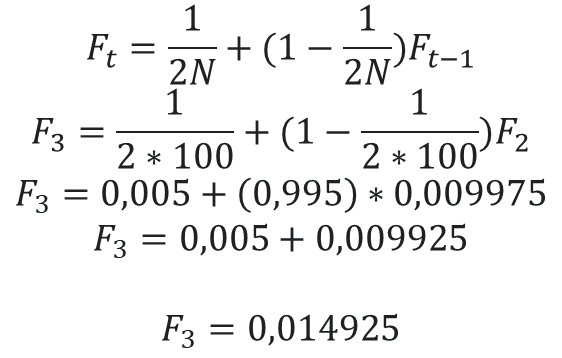 F_t = 1/2N + (1 − 1/2N)F_{t−1}
F_3 = 1/2 * 100 + (1 − 1/2 * 100)F_2
F_3 = 0,005 + (0,995) * 0,009975
F_3 = 0,005 + 0,009925
F_3 = 0,014925